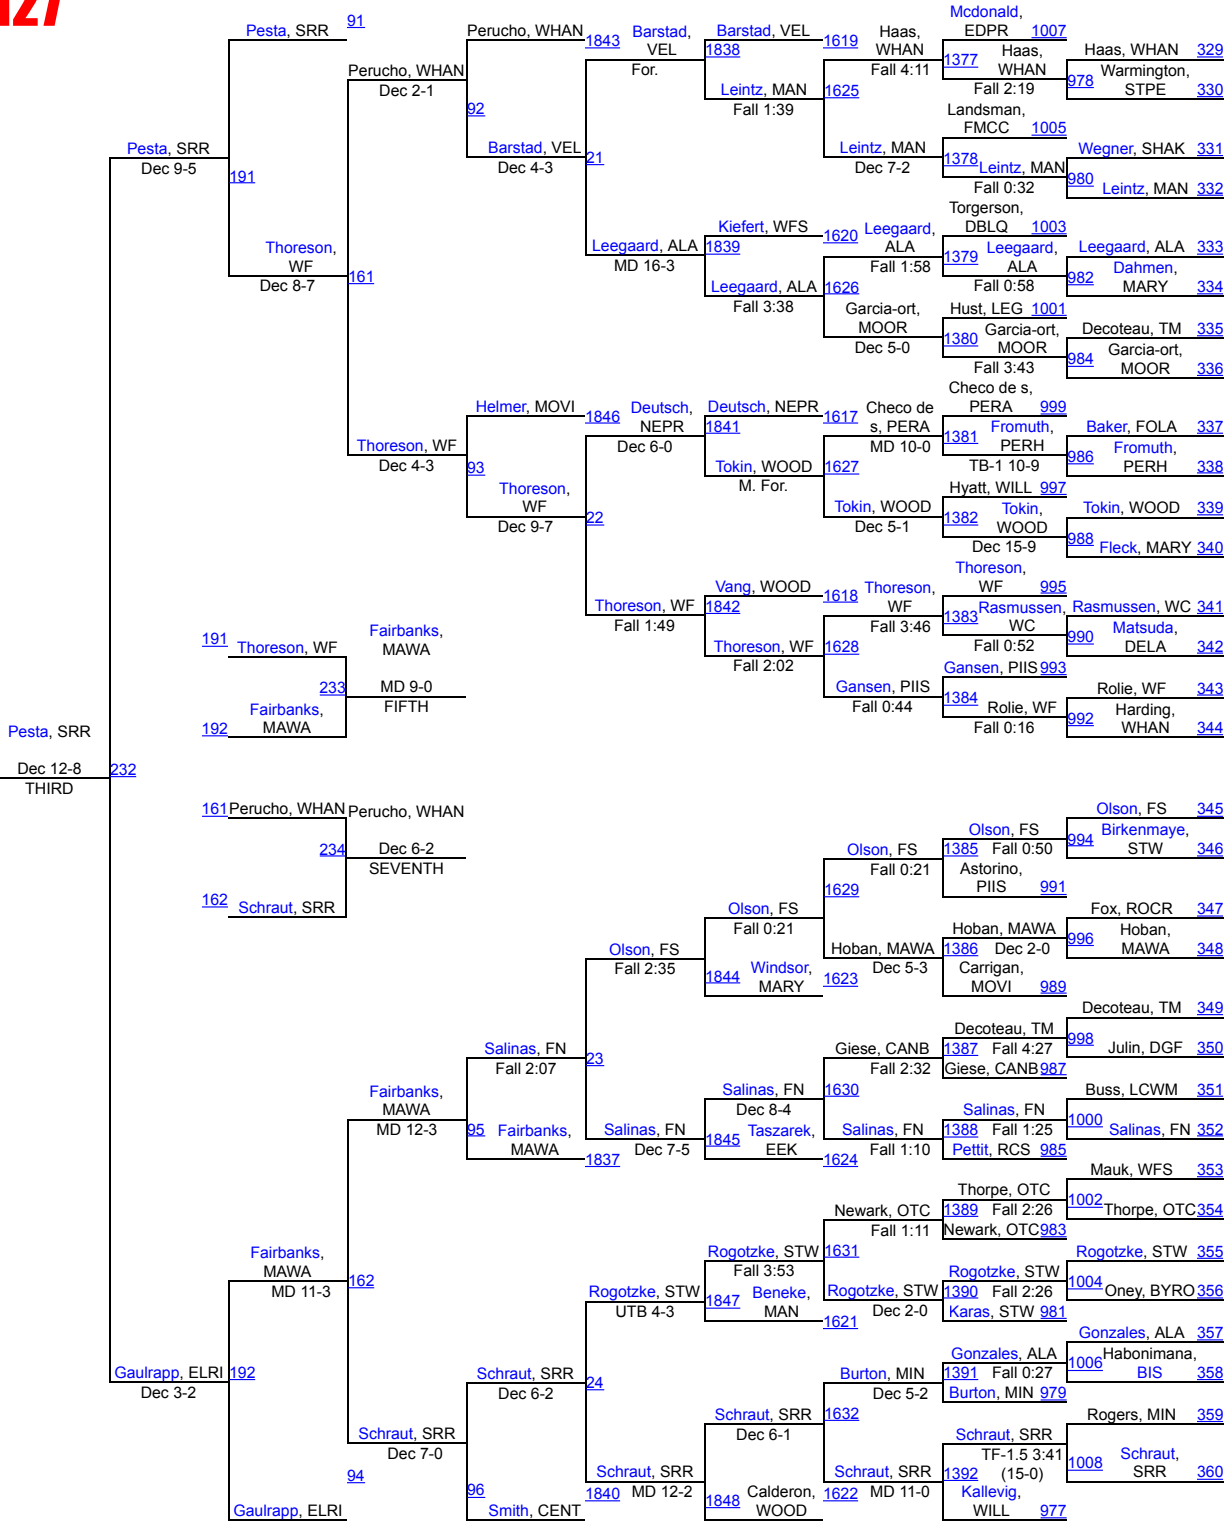 127
Pesta, SRR
91
Perucho, WHAN
1843
Barstad,
VEL
For.
Barstad, VEL
1838
1619
Haas,
WHAN
Fall 4:11
Mcdonald,
EDPR
1007
1377
Haas,
WHAN
Fall 2:19
Haas, WHAN
329
978
Warmington,
STPE
330
Perucho, WHAN
Dec 2-1
92
Leintz, MAN
Fall 1:39
1625
Landsman,
FMCC
1005
Pesta, SRR
Dec 9-5
191
Barstad, VEL
Dec 4-3
21
Leintz, MAN
Dec 7-2
1378
Leintz, MAN
Fall 0:32
Wegner, SHAK
331
980
Leintz, MAN
332
Thoreson,
WF
Dec 8-7
161
Leegaard, ALA
MD 16-3
Kiefert, WFS
1839
1620
Leegaard,
ALA
Fall 1:58
Torgerson,
DBLQ
1003
1379
Leegaard,
ALA
Fall 0:58
Leegaard, ALA
333
982
Dahmen,
MARY
334
Leegaard, ALA
Fall 3:38
1626
Garcia-ort,
MOOR
Dec 5-0
Hust, LEG
1001
1380
Garcia-ort,
MOOR
Fall 3:43
Decoteau, TM
335
984
Garcia-ort,
MOOR
336
Helmer, MOVI
1846
Deutsch,
NEPR
Dec 6-0
Deutsch, NEPR
1841
1617
Checo de
s, PERA
MD 10-0
Checo de s,
PERA
999
1381
Fromuth,
PERH
TB-1 10-9
Baker, FOLA
337
986
Fromuth,
PERH
338
Thoreson, WF
Dec 4-3
93
Thoreson,
WF
Dec 9-7
22
Tokin, WOOD
M. For.
1627
Tokin, WOOD
Dec 5-1
Hyatt, WILL
997
1382
Tokin,
WOOD
Dec 15-9
Tokin, WOOD
339
988
Fleck, MARY
340
Thoreson, WF
Fall 1:49
Vang, WOOD
1842
1618
Thoreson,
WF
Fall 3:46
Thoreson,
WF
995
1383
Rasmussen,
WC
Fall 0:52
Rasmussen, WC
341
990
Matsuda,
DELA
342
191
Thoreson, WF
Fairbanks,
MAWA
Thoreson, WF
Fall 2:02
1628
Gansen, PIIS
Fall 0:44
Gansen, PIIS
993
1384
Rolie, WF
Fall 0:16
Rolie, WF
343
992
Harding,
WHAN
344
233
MD 9-0
FIFTH
192
Fairbanks,
MAWA
Pesta, SRR
Dec 12-8
THIRD
232
161
Perucho, WHAN
Perucho, WHAN
234
Dec 6-2
SEVENTH
162
Schraut, SRR
Olson, FS
Fall 0:21
Olson, FS
1385
Fall 0:50
Astorino,
PIIS
991
Olson, FS
345
994
Birkenmaye,
STW
346
1629
Olson, FS
Fall 0:21
Hoban, MAWA
Dec 5-3
Hoban, MAWA
1386
Dec 2-0
Carrigan,
MOVI
989
Fox, ROCR
347
996
Hoban,
MAWA
348
Olson, FS
Fall 2:35
1844
Windsor,
MARY
1623
Salinas, FN
Fall 2:07
23
Giese, CANB
Fall 2:32
Decoteau, TM
1387
Fall 4:27
Giese, CANB
987
Decoteau, TM
349
998
Julin, DGF
350
Fairbanks,
MAWA
MD 12-3
95
Fairbanks,
MAWA
1837
Salinas, FN
Dec 7-5
Salinas, FN
Dec 8-4
1845
Taszarek,
EEK
1624
1630
Salinas, FN
Fall 1:10
Salinas, FN
1388
Fall 1:25
Pettit, RCS
985
Buss, LCWM
351
1000
Salinas, FN
352
Fairbanks,
MAWA
MD 11-3
162
Newark, OTC
Fall 1:11
Thorpe, OTC
1389
Fall 2:26
Newark, OTC
983
Mauk, WFS
353
1002
Thorpe, OTC
354
Rogotzke, STW
UTB 4-3
Rogotzke, STW
Fall 3:53
1847
Beneke,
MAN
1621
1631
Rogotzke, STW
Dec 2-0
Rogotzke, STW
1390
Fall 2:26
Karas, STW
981
Rogotzke, STW
355
1004
Oney, BYRO
356
Gaulrapp, ELRI
Dec 3-2
192
Schraut, SRR
Dec 6-2
24
Burton, MIN
Dec 5-2
Gonzales, ALA
1391
Fall 0:27
Burton, MIN
979
Gonzales, ALA
357
1006
Habonimana,
BIS
358
Schraut, SRR
Dec 7-0
94
Gaulrapp, ELRI
96
Smith, CENT
1840
Schraut, SRR
MD 12-2
Schraut, SRR
Dec 6-1
1848
Calderon,
WOOD
1622
1632
Schraut, SRR
MD 11-0
Schraut, SRR
1392
TF-1.5 3:41
(15-0)
Kallevig,
WILL
977
Rogers, MIN
359
1008
Schraut,
SRR
360